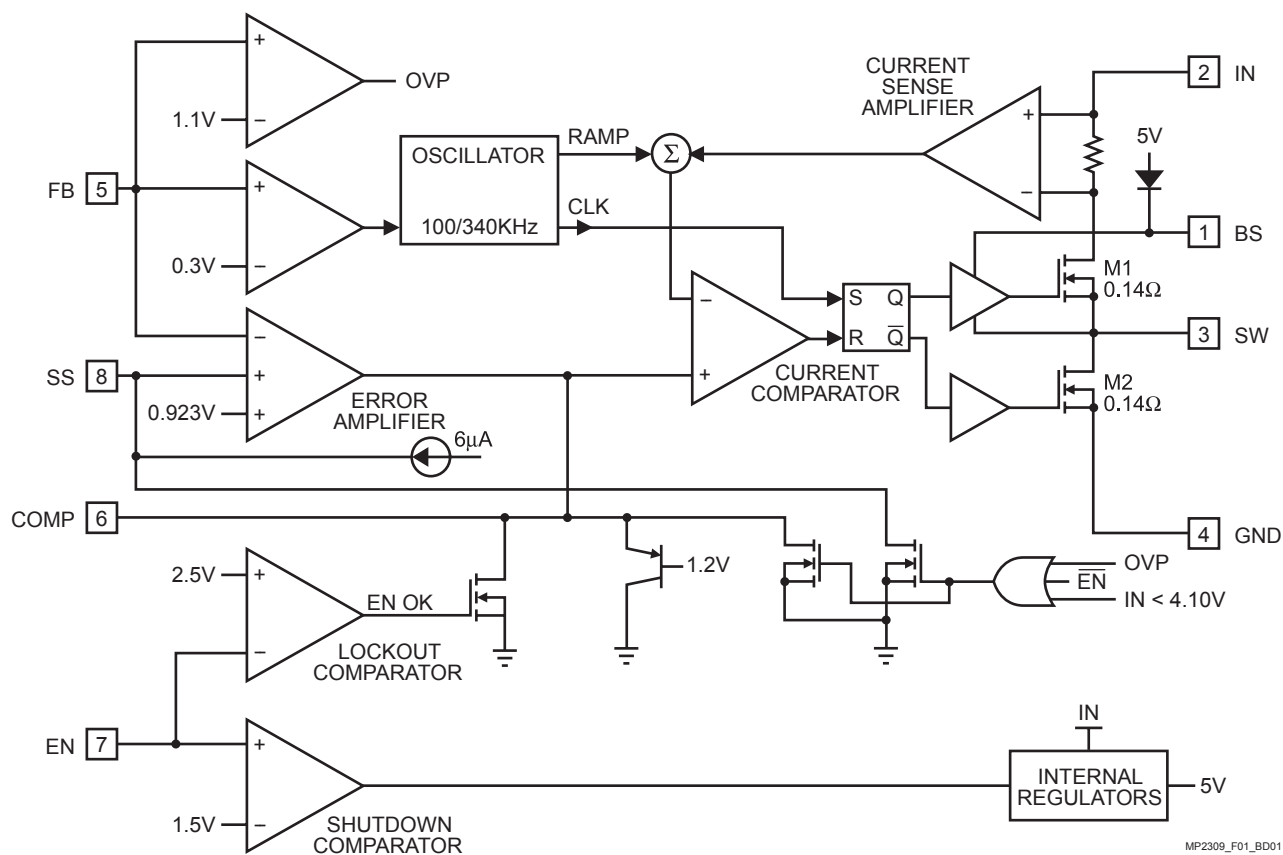 +
OVP
1.1V
−
CURRENT
SENSE
AMPLIFIER
2
IN
+
−
5V
RAMP
Σ
OSCILLATOR
100/340KHz
CLK
FB
5
+
0.3V
−
1
BS
M1
0.14Ω
S
Q
R
Q̅
−
+
CURRENT
COMPARATOR
3
SW
M2
0.14Ω
SS
8
−
+
0.923V
+
ERROR
AMPLIFIER
6μA
COMP
6
4
GND
1.2V
OVP
E̅N̅
IN < 4.10V
2.5V
+
EN OK
−
LOCKOUT
COMPARATOR
EN
7
+
1.5V
−
SHUTDOWN
COMPARATOR
IN
INTERNAL
REGULATORS
5V
MP2309_F01_BD01